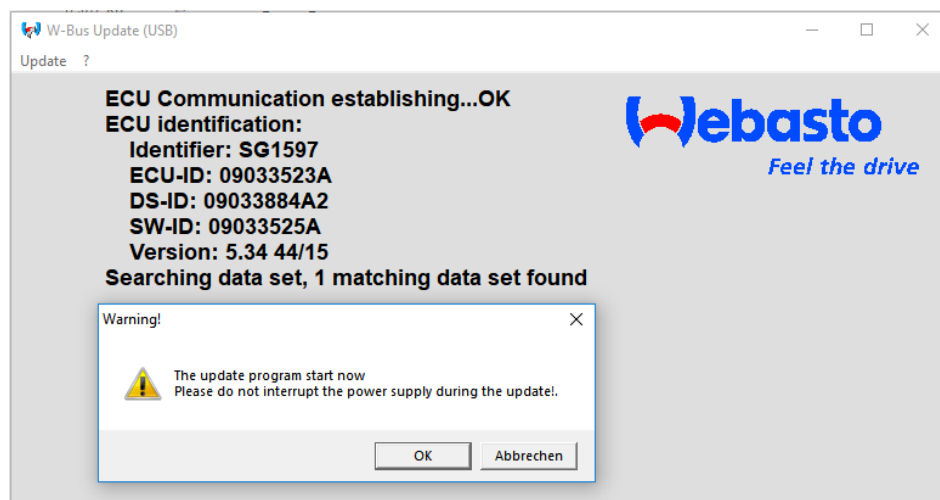 W-Bus Update (USB)
Update ?
ECU Communication establishing...OK
ECU identification:
Identifier: SG1597
ECU-ID: 09033523A
DS-ID: 09033884A2
SW-ID: 09033525A
Version: 5.34 44/15
Searching data set, 1 matching data set found
Webasto
Feel the drive
Warning!
The update program start now
Please do not interrupt the power supply during the update!.
OK Abbrechen